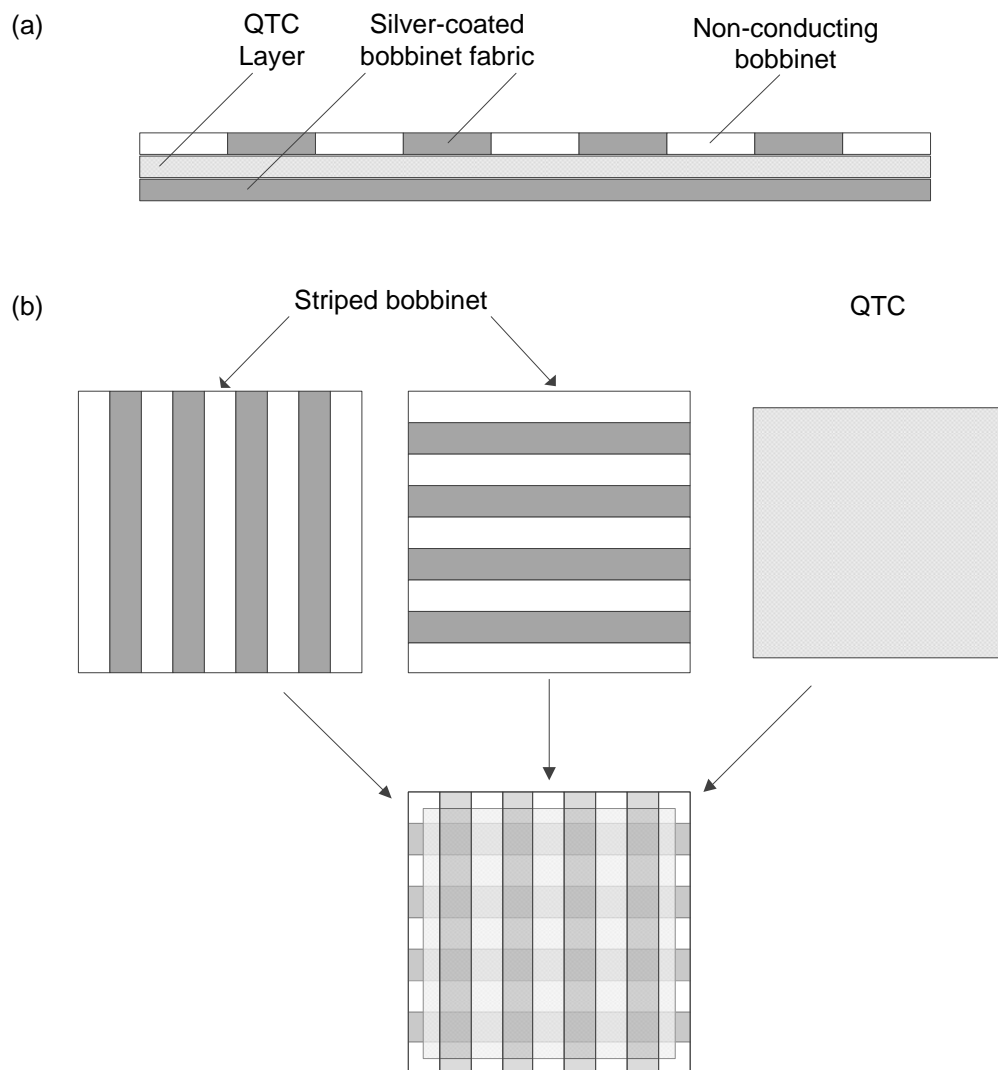 (a)
QTC
Layer
Silver-coated
bobbinet fabric
Non-conducting
bobbinet
(b)
Striped bobbinet
QTC